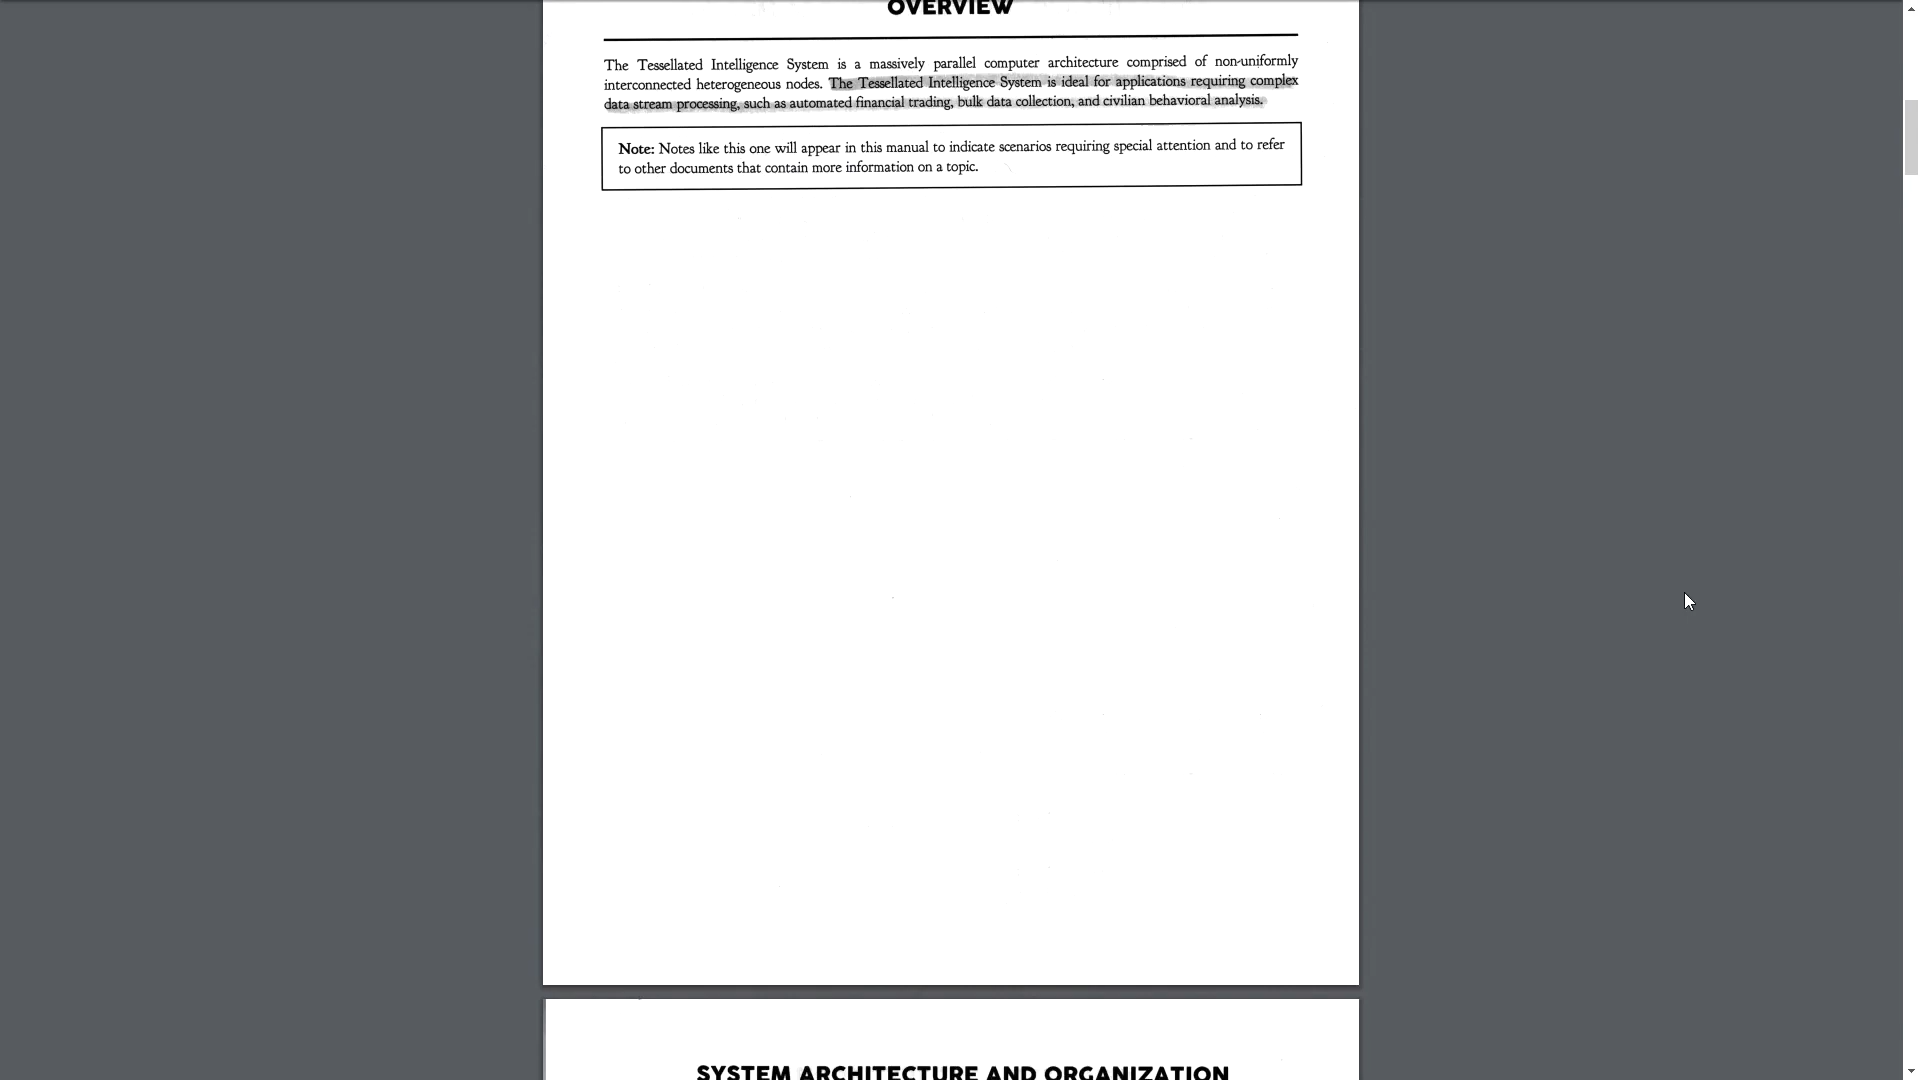 OVERVIEW
The Tessellated Intelligence System is a massively parallel computer architecture comprised of non-uniformly
interconnected heterogeneous nodes. The Tessellated Intelligence System is ideal for applications requiring complex
data stream processing, such as automated financial trading, bulk data collection, and civilian behavioral analysis.
Note: Notes like this one will appear in this manual to indicate scenarios requiring special attention and to refer
to other documents that contain more information on a topic.
SYSTEM ARCHITECTURE AND ORGANIZATION